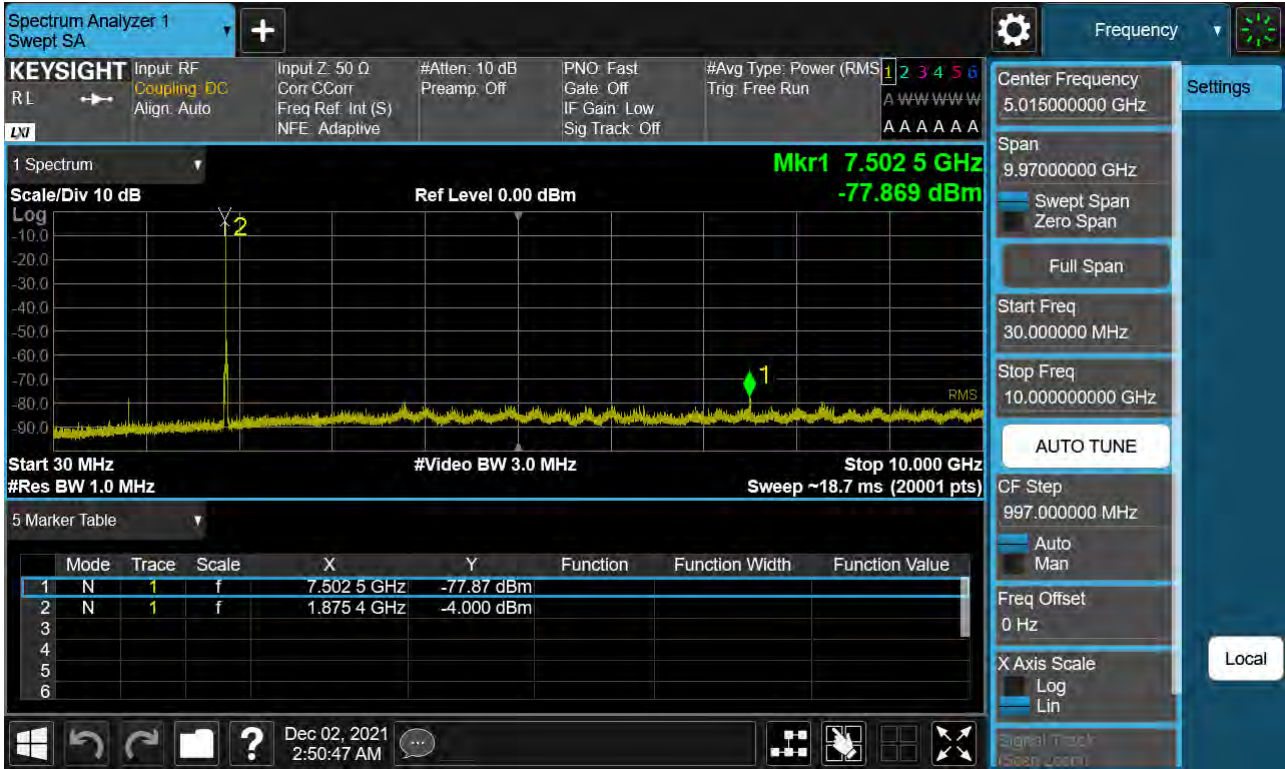 Spectrum Analyzer 1
Swept SA
+
Frequency
KEYSIGHT
RL
LXI
Input: RF
Coupling: DC
Align: Auto
Input Z: 50 Ω
Corr CCorr
Freq Ref: Int (S)
NFE: Adaptive
#Atten: 10 dB
Preamp: Off
PNO: Fast
Gate: Off
IF Gain: Low
Sig Track: Off
#Avg Type: Power (RMS
Trig: Free Run
1 2 3 4 5 6
A W W W W W
A A A A A A
1 Spectrum
Mkr1 7.502 5 GHz
-77.869 dBm
Scale/Div 10 dB
Ref Level 0.00 dBm
Log
-10.0
-20.0
-30.0
-40.0
-50.0
-60.0
-70.0
-80.0
-90.0
2
1
RMS
Start 30 MHz
#Video BW 3.0 MHz
Stop 10.000 GHz
#Res BW 1.0 MHz
Sweep ~18.7 ms (20001 pts)
5 Marker Table
Mode Trace Scale X Y Function Function Width Function Value
1 N 1 f 7.502 5 GHz -77.87 dBm
2 N 1 f 1.875 4 GHz -4.000 dBm
3
4
5
6
?
Dec 02, 2021
2:50:47 AM
Center Frequency
5.015000000 GHz
Span
9.97000000 GHz
Swept Span
Zero Span
Full Span
Start Freq
30.000000 MHz
Stop Freq
10.000000000 GHz
AUTO TUNE
CF Step
997.000000 MHz
Auto
Man
Freq Offset
0 Hz
X Axis Scale
Log
Lin
Signal Track
(Span Zoom)
Settings
Local